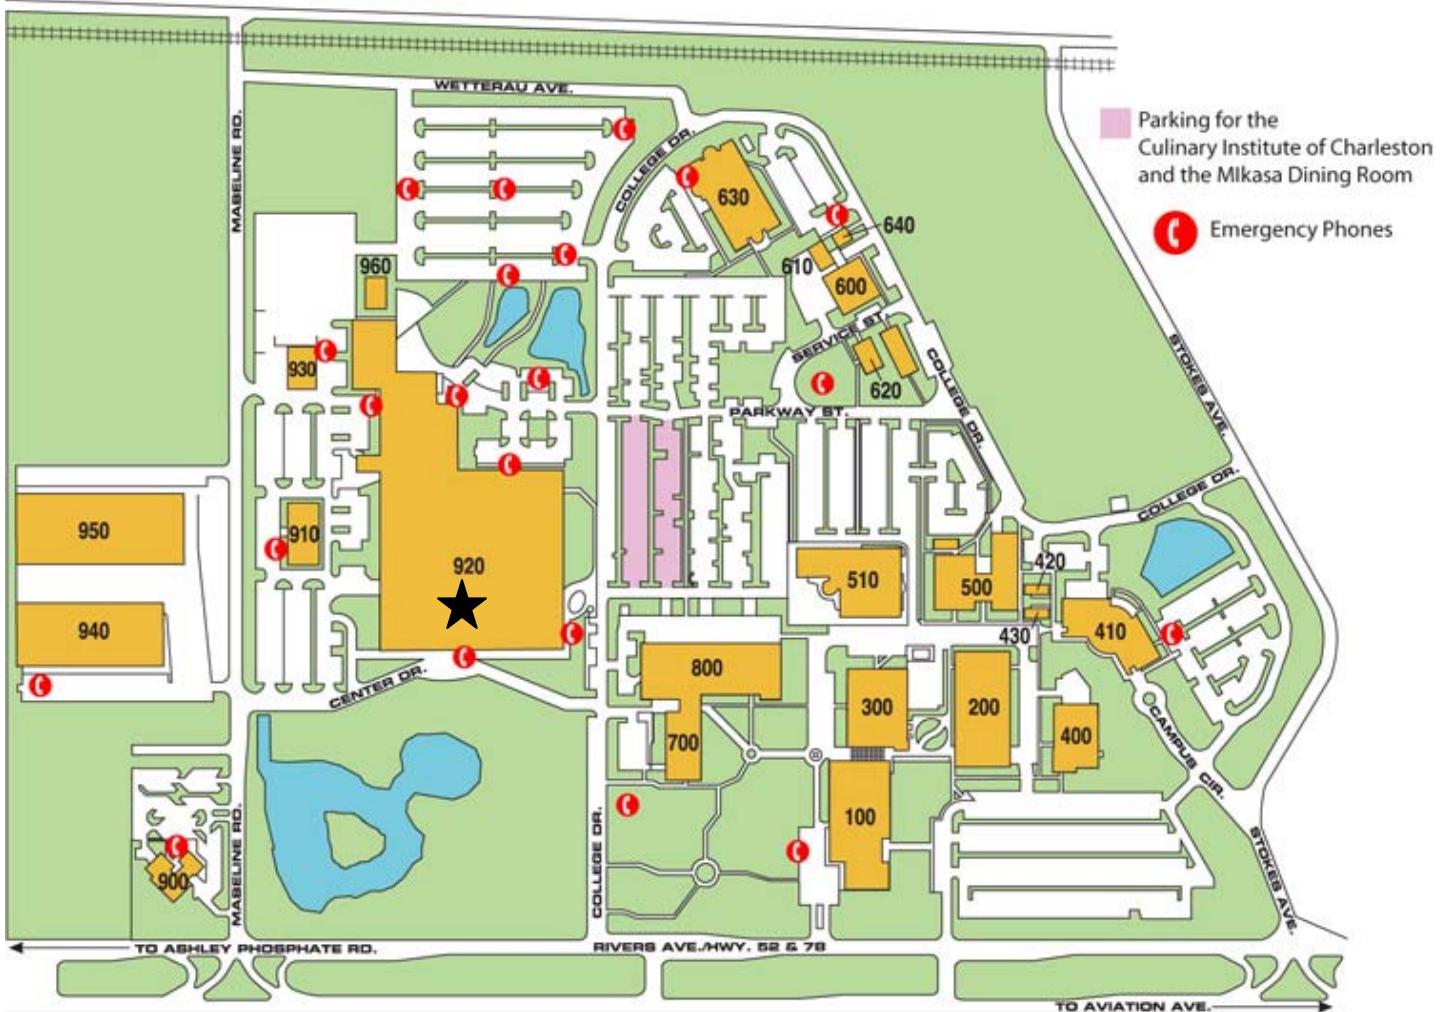 WETTERAU AVE.
MABELINE RD.
COLLEGE DR.
Parking for the
Culinary Institute of Charleston
and the MIkasa Dining Room
Emergency Phones
630
640
610
600
960
SERVICE ST.
620
930
PARKWAY ST.
COLLEGE DR.
STOKES AVE.
COLLEGE DR.
950
910
920
510
500
420
430
410
940
CENTER DR.
800
700
300
200
400
100
CAMPUS CIR.
MABELINE RD.
900
COLLEGE DR.
STOKES AVE.
TO ASHLEY PHOSPHATE RD.
RIVERS AVE./HWY. 52 & 78
TO AVIATION AVE.